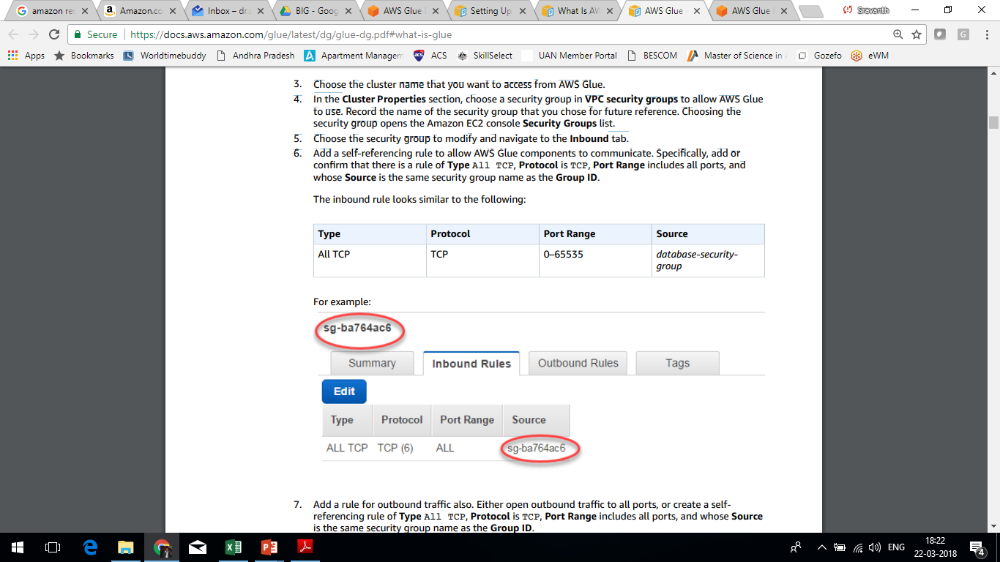 amazon rec
Amazon.co
Inbox – dr.
BIG - Goog
AWS Glue
Setting Up
What Is AW
AWS Glue
AWS Glue
Sravanth
Secure | https://docs.aws.amazon.com/glue/latest/dg/glue-dg.pdf#what-is-glue
Apps Bookmarks Worldtimebuddy Andhra Pradesh Apartment Managem ACS SkillSelect UAN Member Portal BESCOM Master of Science in Gozefo eWM
3. Choose the cluster name that you want to access from AWS Glue.
4. In the Cluster Properties section, choose a security group in VPC security groups to allow AWS Glue
to use. Record the name of the security group that you chose for future reference. Choosing the
security group opens the Amazon EC2 console Security Groups list.
5. Choose the security group to modify and navigate to the Inbound tab.
6. Add a self-referencing rule to allow AWS Glue components to communicate. Specifically, add or
confirm that there is a rule of Type All TCP, Protocol is TCP, Port Range includes all ports, and
whose Source is the same security group name as the Group ID.
The inbound rule looks similar to the following:
Type Protocol Port Range Source
All TCP TCP 0–65535 database-security-
group
For example:
sg-ba764ac6
Summary Inbound Rules Outbound Rules Tags
Edit
Type Protocol Port Range Source
ALL TCP TCP (6) ALL sg-ba764ac6
7. Add a rule for outbound traffic also. Either open outbound traffic to all ports, or create a self-
referencing rule of Type All TCP, Protocol is TCP, Port Range includes all ports, and whose Source
is the same security group name as the Group ID.
ENG
18:22
22-03-2018
4